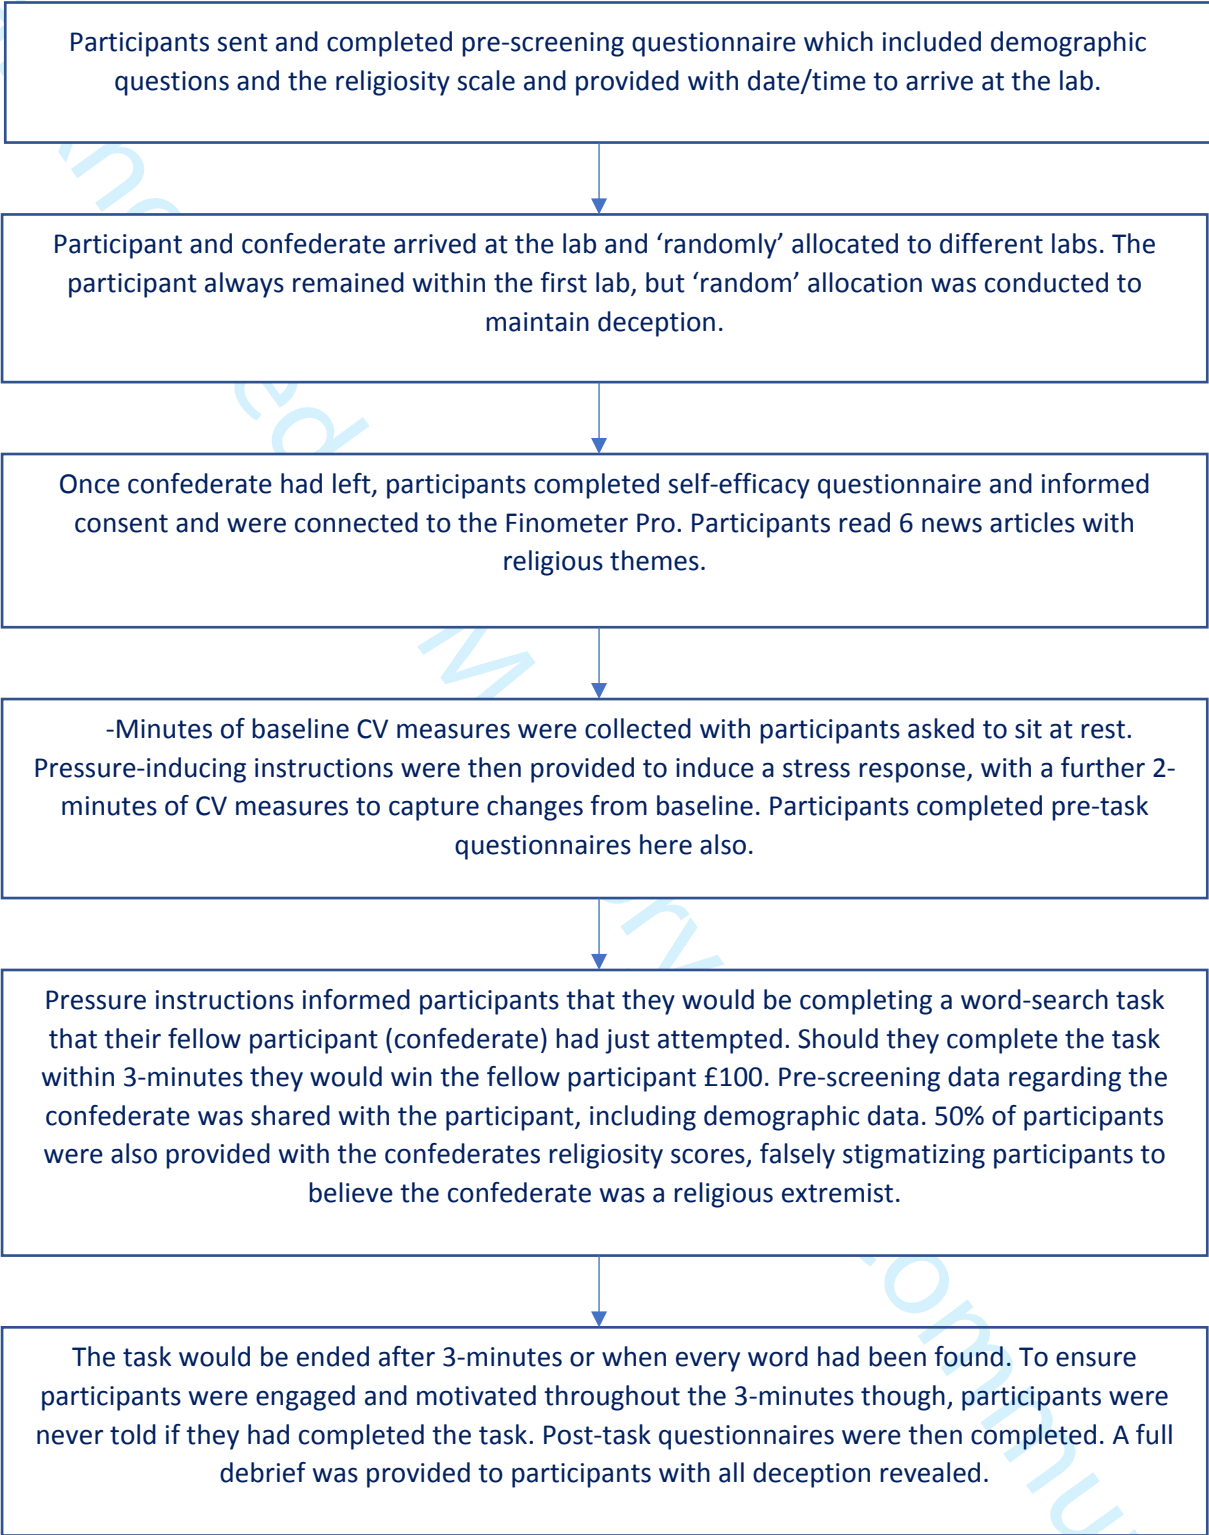 Participants sent and completed pre-screening questionnaire which included demographic
questions and the religiosity scale and provided with date/time to arrive at the lab.
Participant and confederate arrived at the lab and ‘randomly’ allocated to different labs. The
participant always remained within the first lab, but ‘random’ allocation was conducted to
maintain deception.
Once confederate had left, participants completed self-efficacy questionnaire and informed
consent and were connected to the Finometer Pro. Participants read 6 news articles with
religious themes.
-Minutes of baseline CV measures were collected with participants asked to sit at rest.
Pressure-inducing instructions were then provided to induce a stress response, with a further 2-
minutes of CV measures to capture changes from baseline. Participants completed pre-task
questionnaires here also.
Pressure instructions informed participants that they would be completing a word-search task
that their fellow participant (confederate) had just attempted. Should they complete the task
within 3-minutes they would win the fellow participant £100. Pre-screening data regarding the
confederate was shared with the participant, including demographic data. 50% of participants
were also provided with the confederates religiosity scores, falsely stigmatizing participants to
believe the confederate was a religious extremist.
The task would be ended after 3-minutes or when every word had been found. To ensure
participants were engaged and motivated throughout the 3-minutes though, participants were
never told if they had completed the task. Post-task questionnaires were then completed. A full
debrief was provided to participants with all deception revealed.